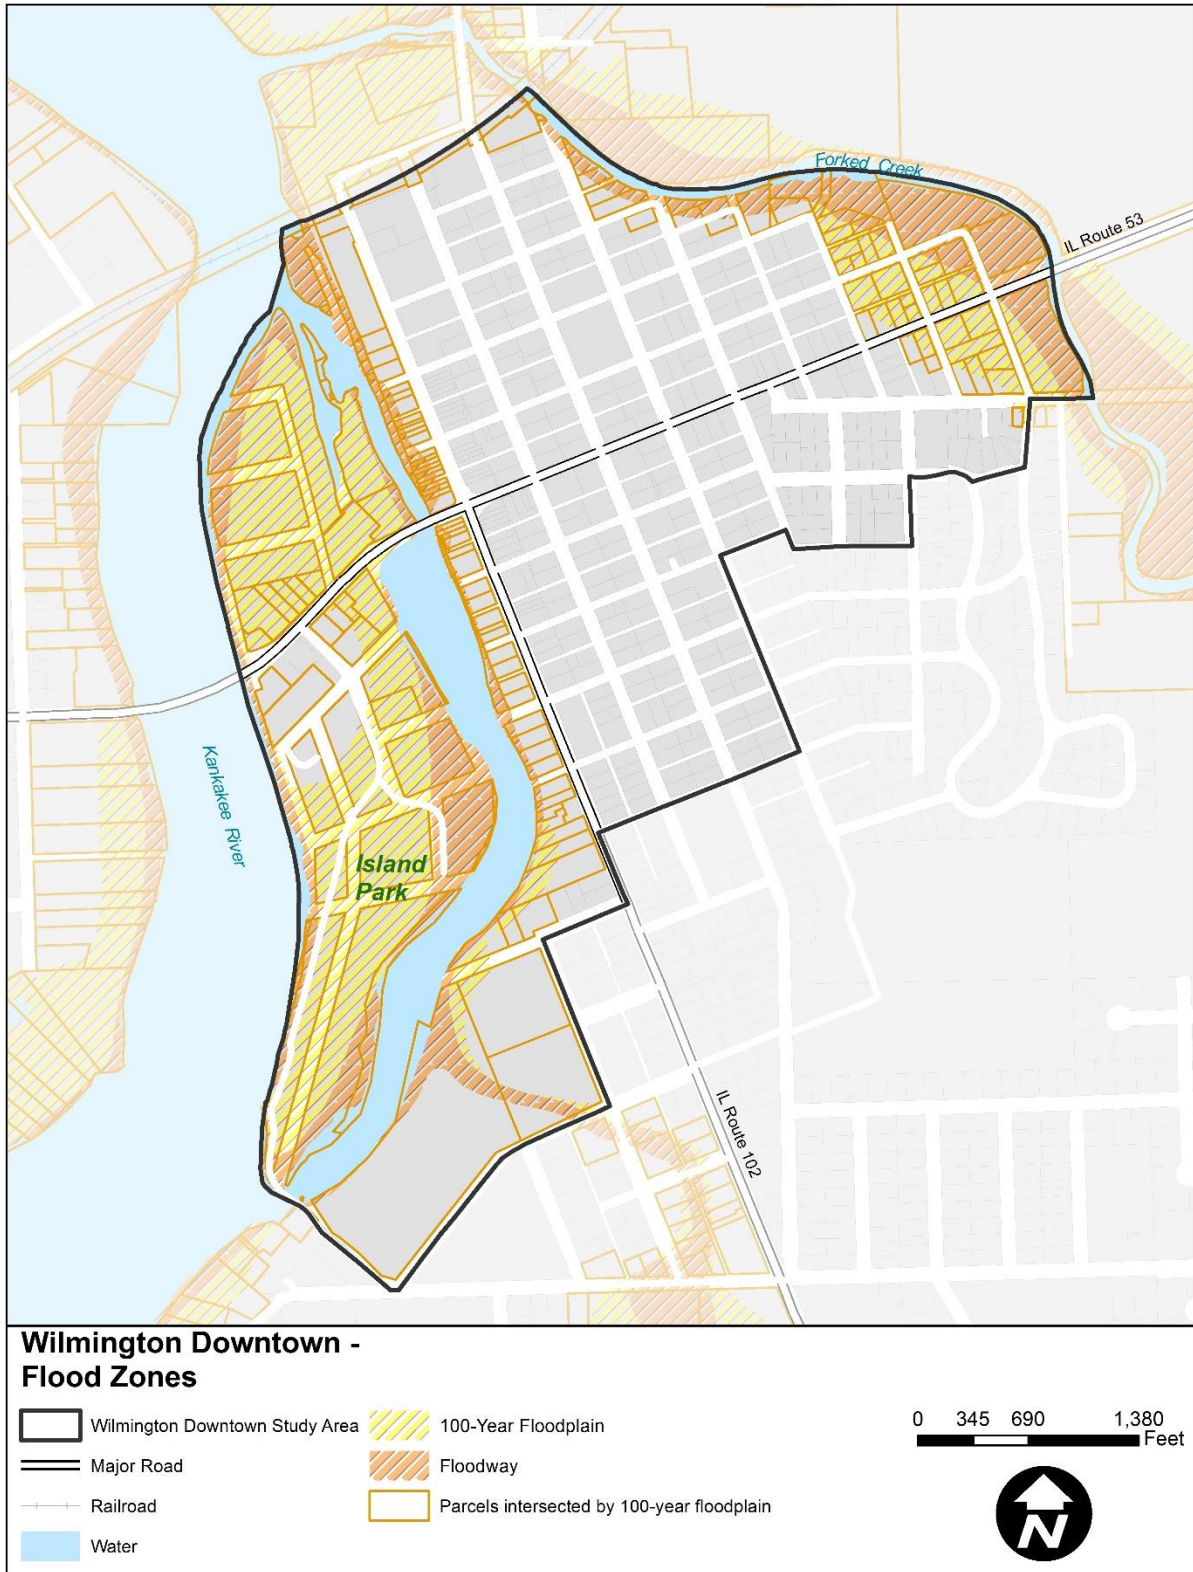 Forked Creek
IL Route 53
Kankakee River
Island
Park
IL Route 102
Wilmington Downtown -
Flood Zones
Wilmington Downtown Study Area
Major Road
Railroad
Water
100-Year Floodplain
Floodway
Parcels intersected by 100-year floodplain
0 345 690 1,380
Feet
N